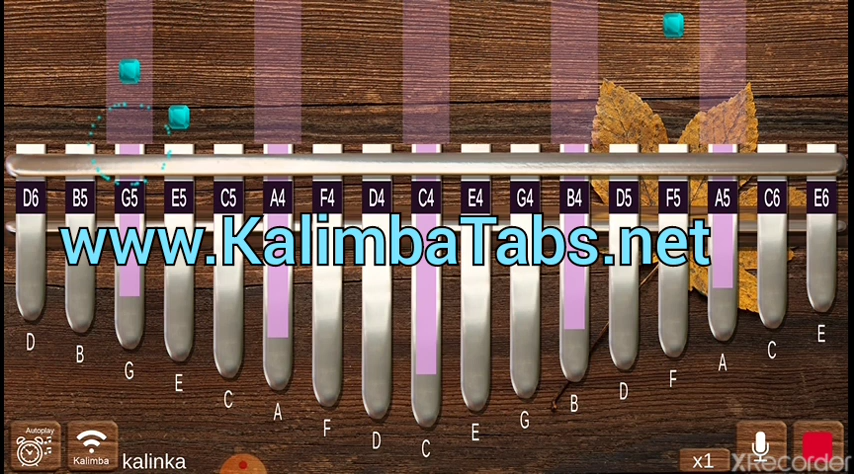 D6 B5 G5 E5 C5 A4 F4 D4 C4 E4 G4 B4 D5 F5 A5 C6 E6
www.KalimbaTabs.net
D B G E C A F D C E G B D F A C E
Autoplay
Kalimba
kalinka
x1
XRecorder